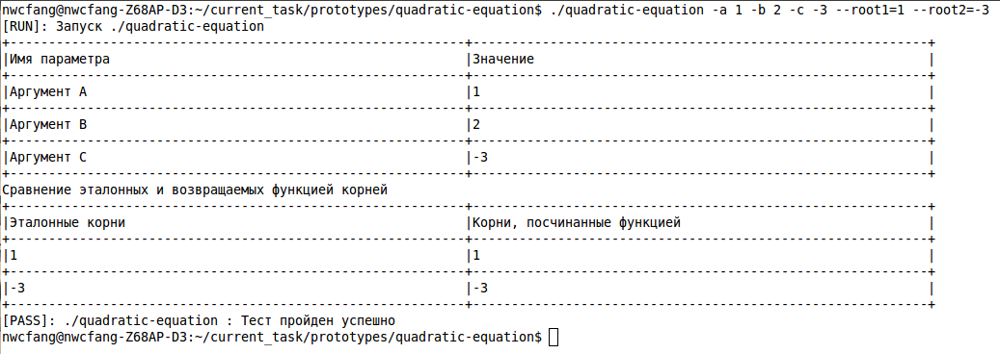 nwcfang@nwcfang-Z68AP-D3:~/current_task/prototypes/quadratic-equation$ ./quadratic-equation -a 1 -b 2 -c -3 --root1=1 --root2=-3
[RUN]: Запуск ./quadratic-equation
Имя параметра Значение
Аргумент A 1
Аргумент B 2
Аргумент C -3
Сравнение эталонных и возвращаемых функцией корней
Эталонные корни Корни, посчинанные функцией
1 1
-3 -3
[PASS]: ./quadratic-equation : Тест пройден успешно
nwcfang@nwcfang-Z68AP-D3:~/current_task/prototypes/quadratic-equation$